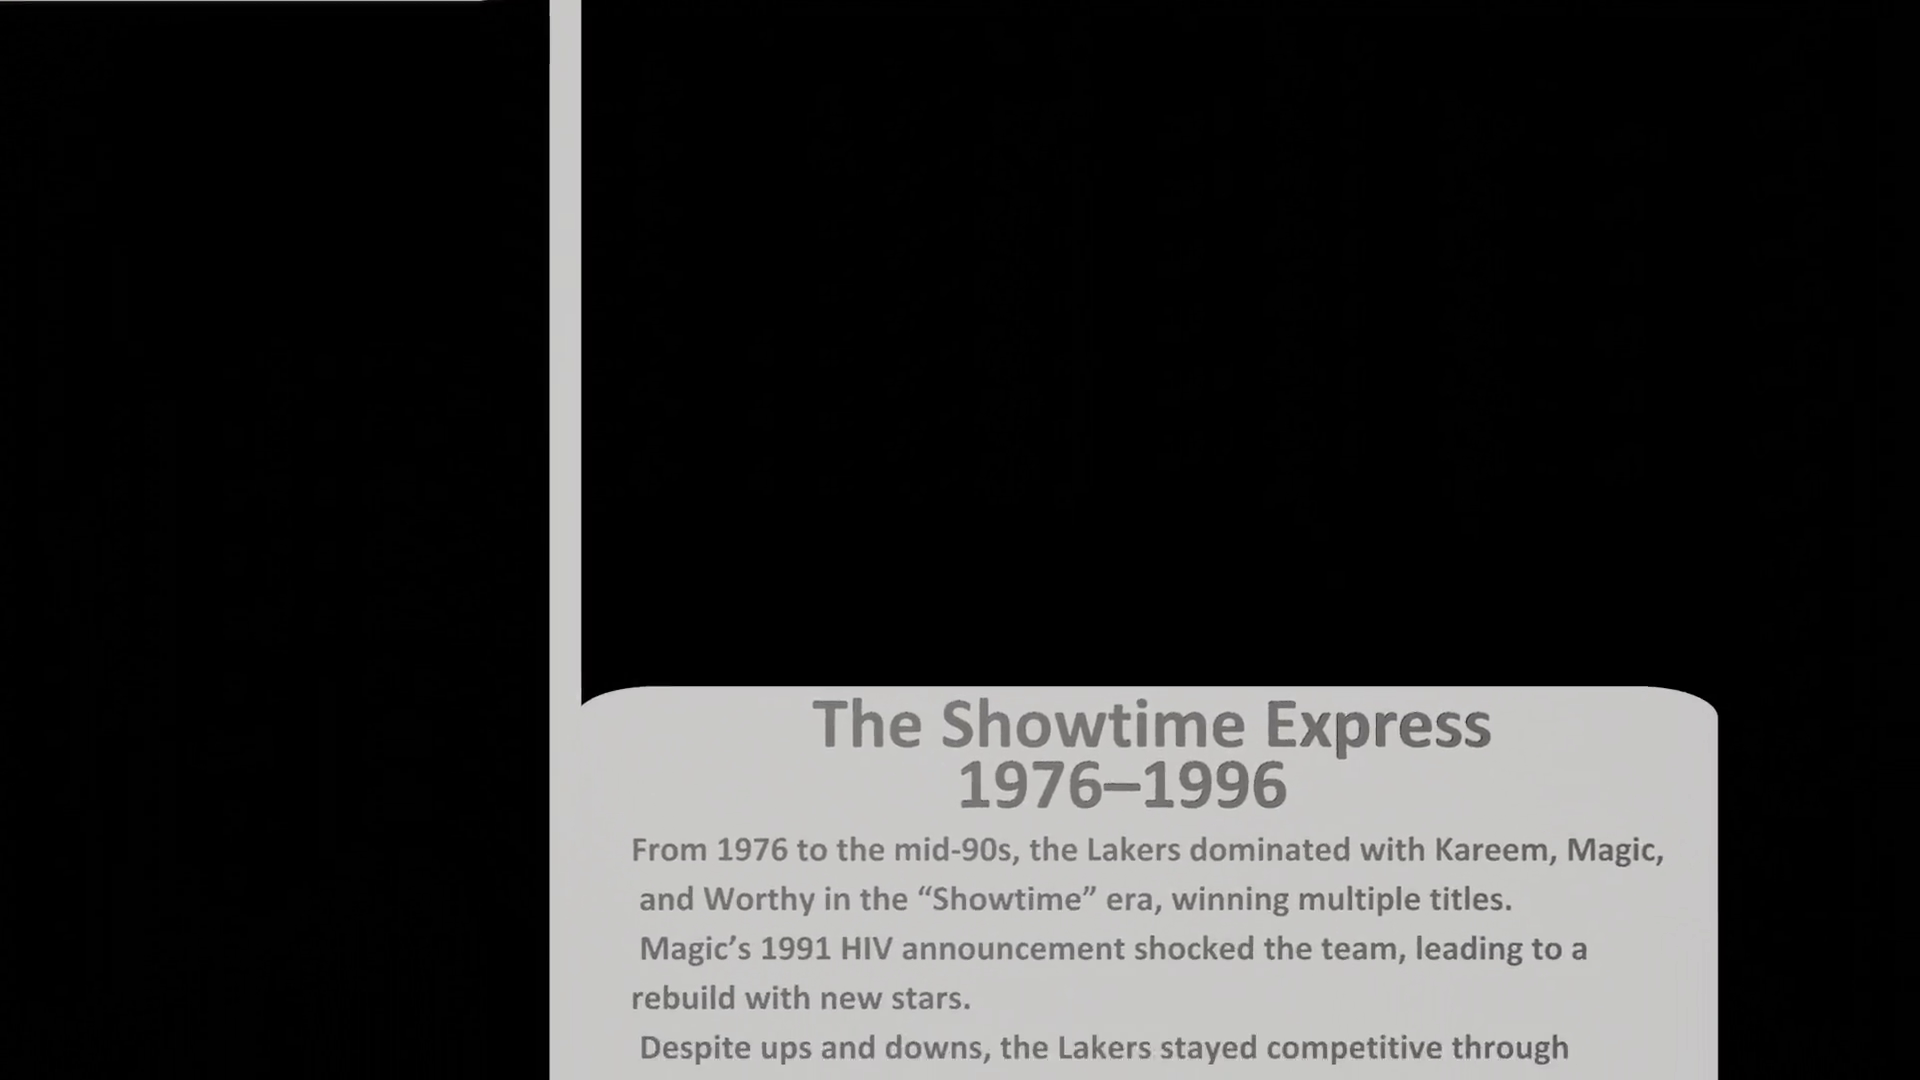 The Showtime Express
1976–1996
From 1976 to the mid-90s, the Lakers dominated with Kareem, Magic,
and Worthy in the “Showtime” era, winning multiple titles.
Magic’s 1991 HIV announcement shocked the team, leading to a
rebuild with new stars.
Despite ups and downs, the Lakers stayed competitive through